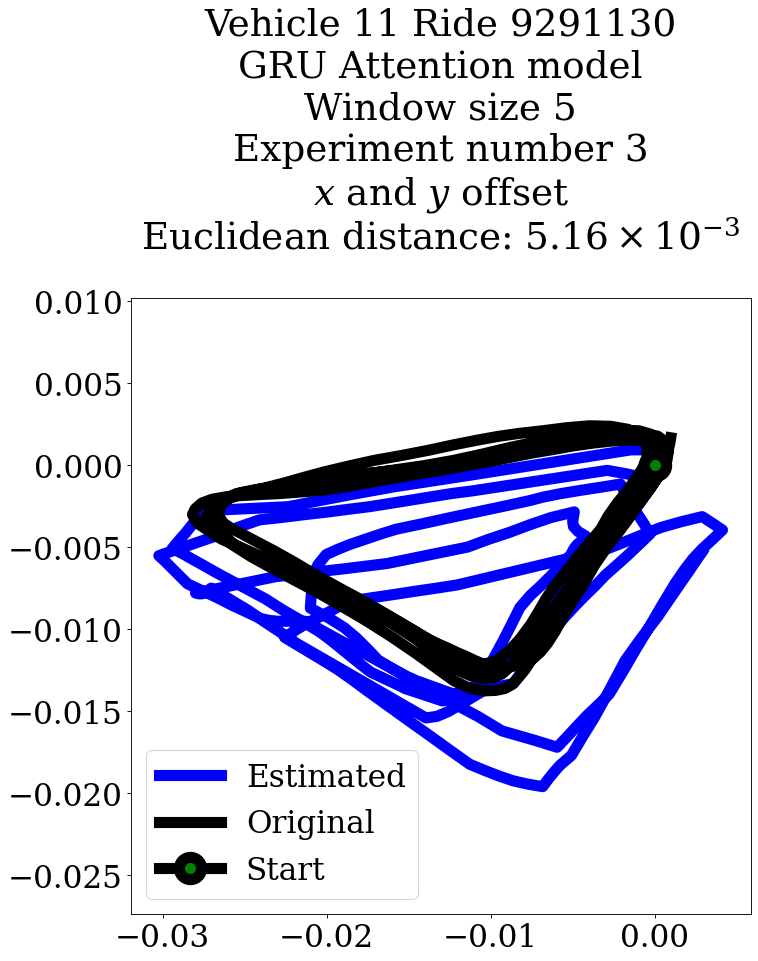 Vehicle 11 Ride 9291130
GRU Attention model
Window size 5
Experiment number 3
x and y offset
Euclidean distance: 5.16 × 10⁻³
0.010
0.005
0.000
−0.005
−0.010
−0.015
−0.020
−0.025
Estimated
Original
Start
−0.03 −0.02 −0.01 0.00